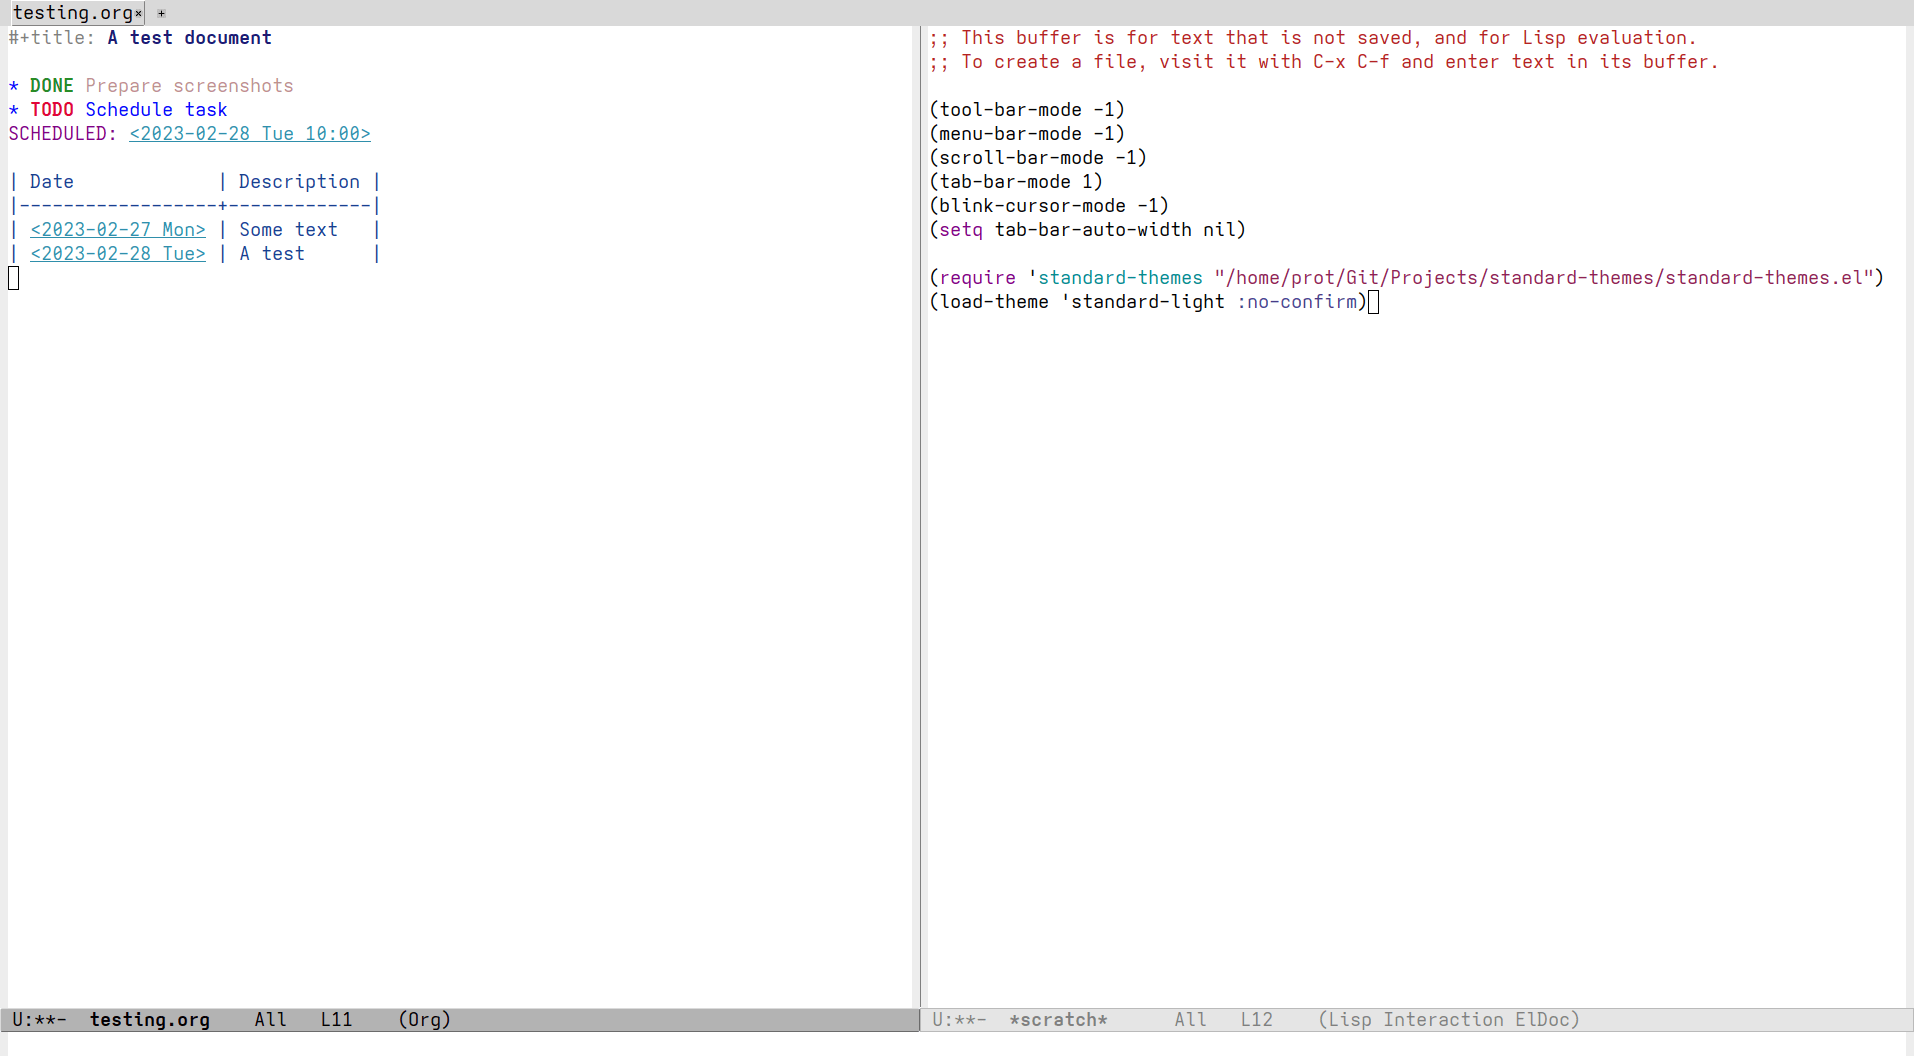 testing.org× +
#+title: A test document

* DONE Prepare screenshots
* TODO Schedule task
SCHEDULED: <2023-02-28 Tue 10:00>

| Date             | Description |
|------------------+-------------|
| <2023-02-27 Mon> | Some text   |
| <2023-02-28 Tue> | A test      |
U:**-  testing.org    All   L11    (Org)
;; This buffer is for text that is not saved, and for Lisp evaluation.
;; To create a file, visit it with C-x C-f and enter text in its buffer.

(tool-bar-mode -1)
(menu-bar-mode -1)
(scroll-bar-mode -1)
(tab-bar-mode 1)
(blink-cursor-mode -1)
(setq tab-bar-auto-width nil)

(require 'standard-themes "/home/prot/Git/Projects/standard-themes/standard-themes.el")
(load-theme 'standard-light :no-confirm)
U:**-  *scratch*      All   L12    (Lisp Interaction ElDoc)